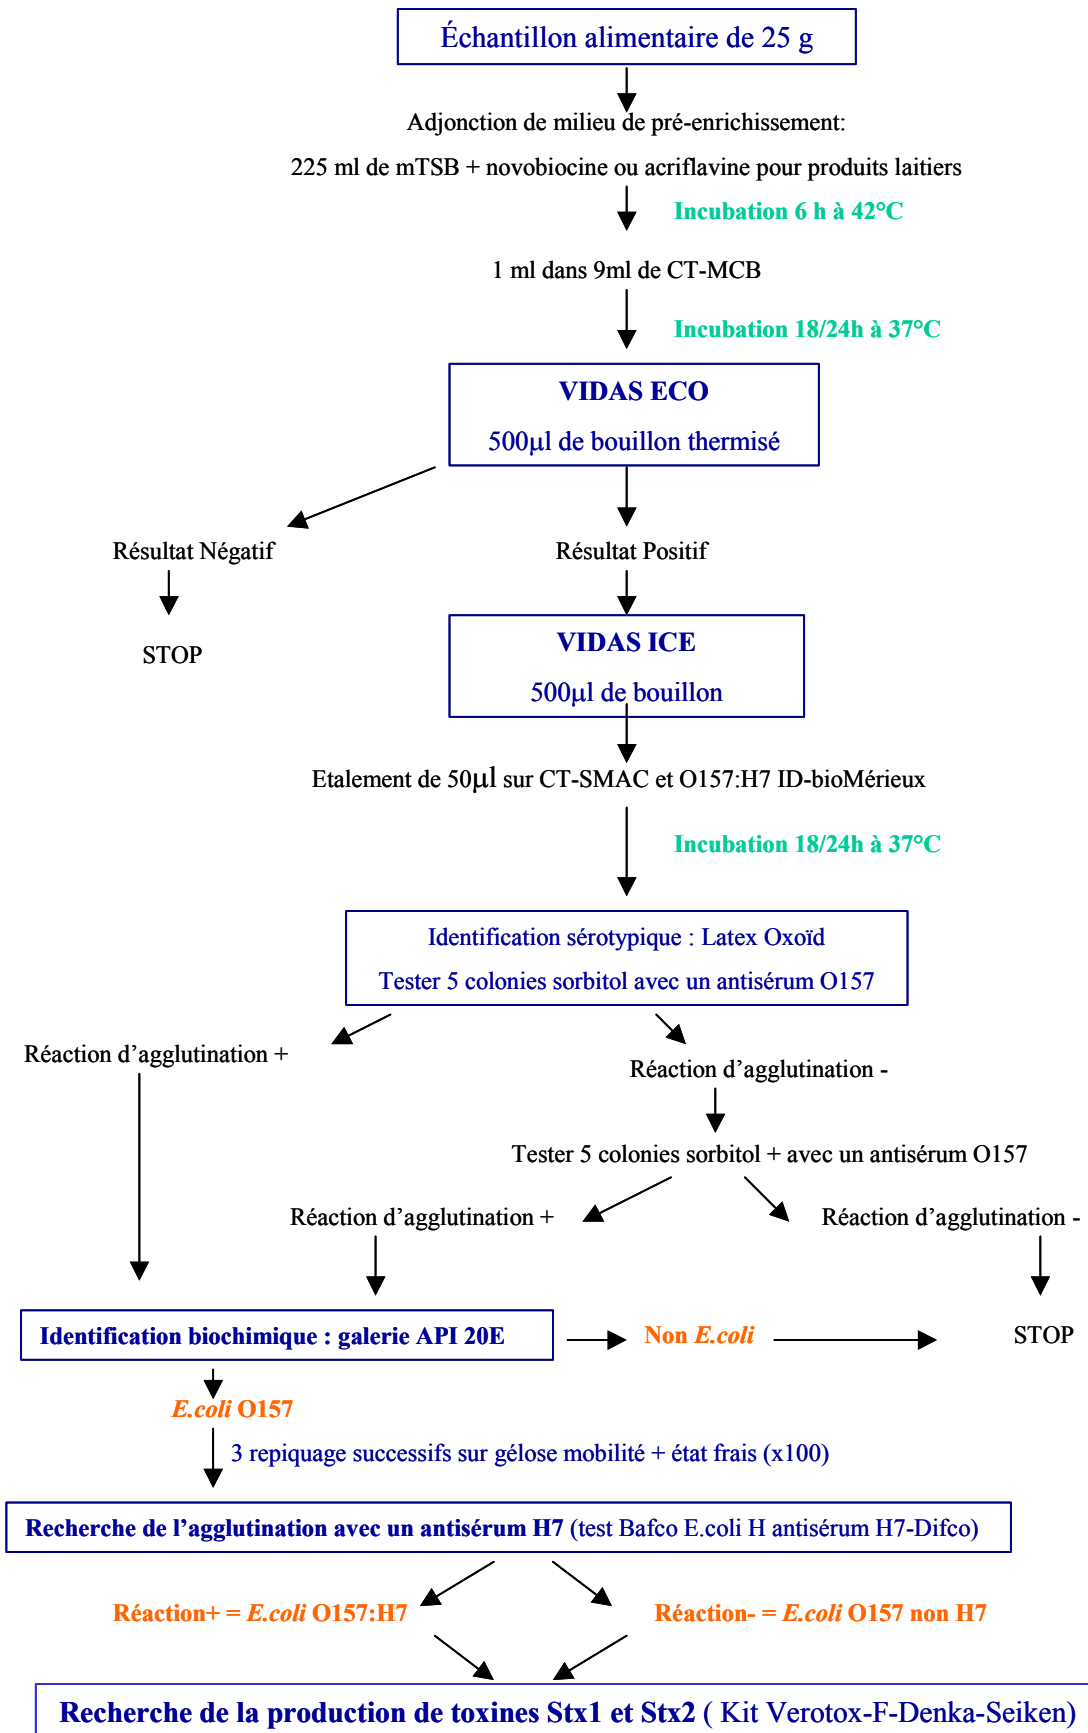 Échantillon alimentaire de 25 g
Adjonction de milieu de pré-enrichissement:
225 ml de mTSB + novobiocine ou acriflavine pour produits laitiers
Incubation 6 h à 42°C
1 ml dans 9ml de CT-MCB
Incubation 18/24h à 37°C
VIDAS ECO
500µl de bouillon thermisé
Résultat Négatif
Résultat Positif
STOP
VIDAS ICE
500µl de bouillon
Etalement de 50µl sur CT-SMAC et O157:H7 ID-bioMérieux
Incubation 18/24h à 37°C
Identification sérotypique : Latex Oxoïd
Tester 5 colonies sorbitol avec un antisérum O157
Réaction d’agglutination +
Réaction d’agglutination -
Tester 5 colonies sorbitol + avec un antisérum O157
Réaction d’agglutination +
Réaction d’agglutination -
Identification biochimique : galerie API 20E
Non E.coli
STOP
E.coli O157
3 repiquage successifs sur gélose mobilité + état frais (x100)
Recherche de l’agglutination avec un antisérum H7 (test Bafco E.coli H antisérum H7-Difco)
Réaction+ = E.coli O157:H7
Réaction- = E.coli O157 non H7
Recherche de la production de toxines Stx1 et Stx2 ( Kit Verotox-F-Denka-Seiken)